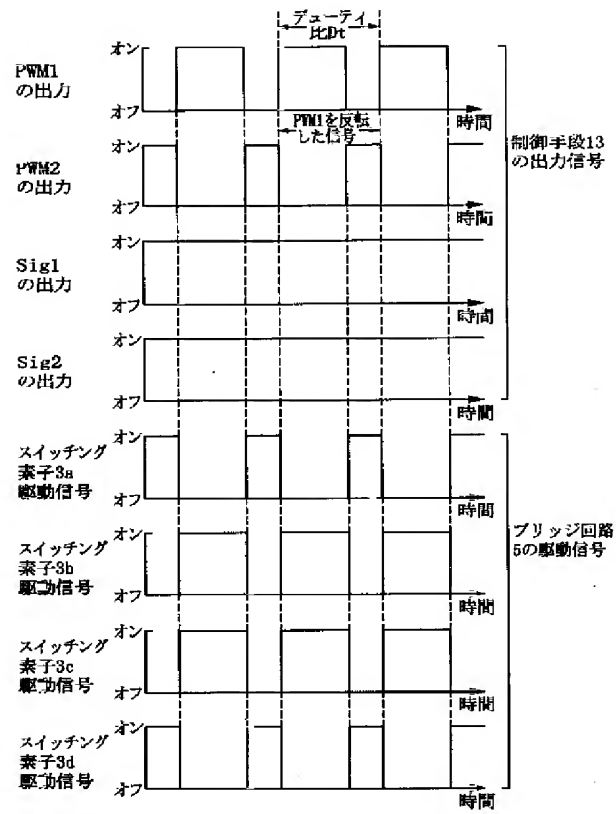 デューティ
比Dt
オン
PWM1
の出力
オフ
時間
PWM1を反転
した信号
オン
PWM2
の出力
オフ
時間
制御手段13
の出力信号
オン
Sig1
の出力
オフ
時間
オン
Sig2
の出力
オフ
時間
オン
スイッチング
素子3a
駆動信号
オフ
時間
オン
スイッチング
素子3b
駆動信号
オフ
時間
ブリッジ回路
5の駆動信号
オン
スイッチング
素子3c
駆動信号
オフ
時間
オン
スイッチング
素子3d
駆動信号
オフ
時間